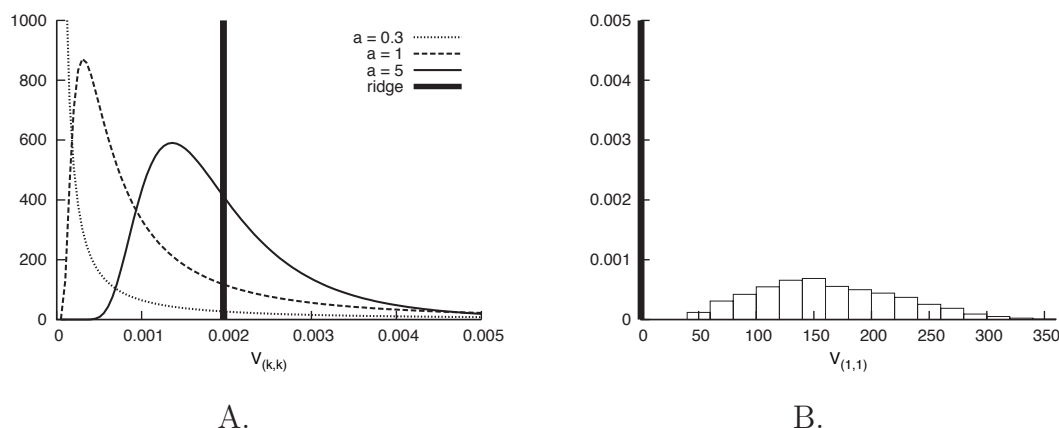 1000
800
600
400
200
0
0 0.001 0.002 0.003 0.004 0.005
V(k,k)
a = 0.3
a = 1
a = 5
ridge
A.
0.005
0.004
0.003
0.002
0.001
0
0 50 100 150 200 250 300 350
V(1,1)
B.